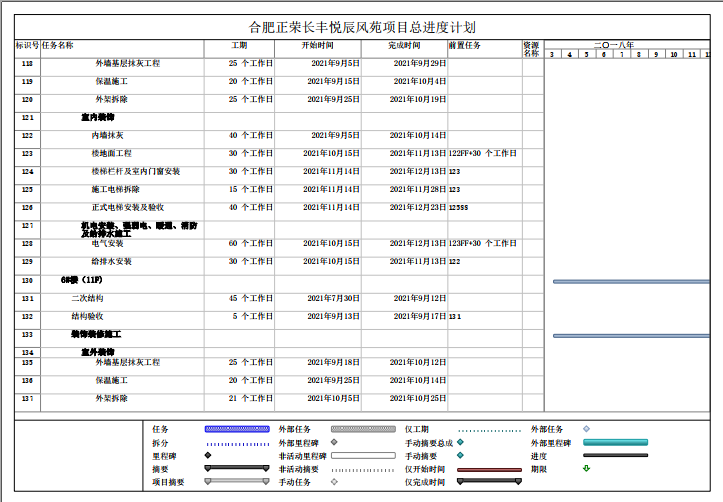 合肥正荣长丰悦辰风苑项目总进度计划
标识号 任务名称 工期 开始时间 完成时间 前置任务 资源名称 二〇一八年
3 4 5 6 7 8 9 10 11 12
118 外墙基层抹灰工程 25 个工作日 2021年9月5日 2021年9月29日
119 保温施工 20 个工作日 2021年9月15日 2021年10月4日
120 外架拆除 25 个工作日 2021年9月25日 2021年10月19日
121 室内装饰
122 内墙抹灰 40 个工作日 2021年9月5日 2021年10月14日
123 楼地面工程 30 个工作日 2021年10月15日 2021年11月13日 122FF+30 个工作日
124 楼梯栏杆及室内门窗安装 30 个工作日 2021年11月14日 2021年12月13日 123
125 施工电梯拆除 15 个工作日 2021年11月14日 2021年11月28日 123
126 正式电梯安装及验收 40 个工作日 2021年11月14日 2021年12月23日 125SS
127 机电安装、强弱电、暖通、消防
及给排水施工
128 电气安装 60 个工作日 2021年10月15日 2021年12月13日 123FF+30 个工作日
129 给排水安装 30 个工作日 2021年10月15日 2021年11月13日 122
130 6#楼（11F）
131 二次结构 45 个工作日 2021年7月30日 2021年9月12日
132 结构验收 5 个工作日 2021年9月13日 2021年9月17日 131
133 装饰装修施工
134 室外装饰
135 外墙基层抹灰工程 25 个工作日 2021年9月18日 2021年10月12日
136 保温施工 20 个工作日 2021年9月25日 2021年10月14日
137 外架拆除 21 个工作日 2021年10月5日 2021年10月25日
任务 外部任务 仅工期 外部任务
拆分 外部里程碑 手动摘要总成 外部里程碑
里程碑 非活动里程碑 手动摘要 进度
摘要 非活动摘要 仅开始时间 期限
项目摘要 手动任务 仅完成时间